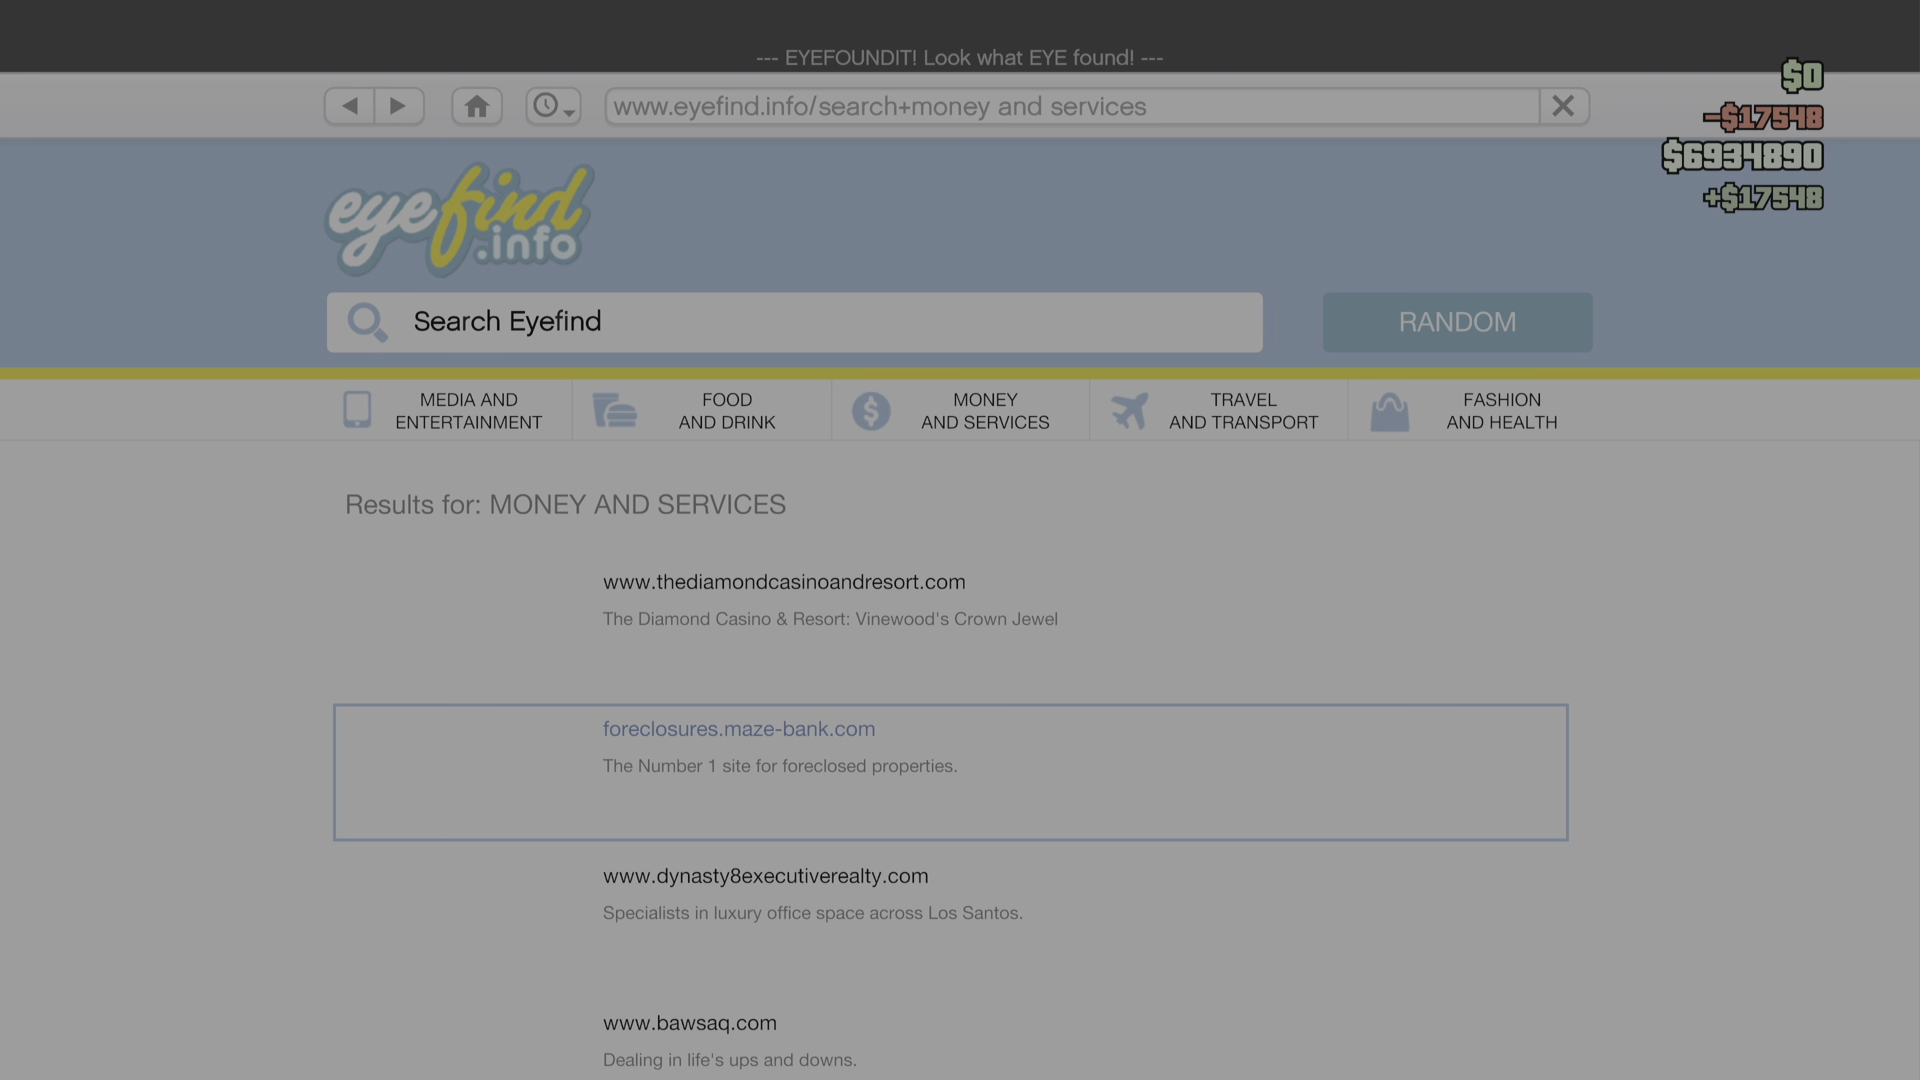 --- EYEFOUNDIT! Look what EYE found! ---
$0
www.eyefind.info/search+money and services
-$17548
$6934890
+$17548
eyefind
.info
Search Eyefind
RANDOM
MEDIA AND
ENTERTAINMENT
FOOD
AND DRINK
MONEY
AND SERVICES
TRAVEL
AND TRANSPORT
FASHION
AND HEALTH
Results for: MONEY AND SERVICES
www.thediamondcasinoandresort.com
The Diamond Casino & Resort: Vinewood's Crown Jewel
foreclosures.maze-bank.com
The Number 1 site for foreclosed properties.
www.dynasty8executiverealty.com
Specialists in luxury office space across Los Santos.
www.bawsaq.com
Dealing in life's ups and downs.